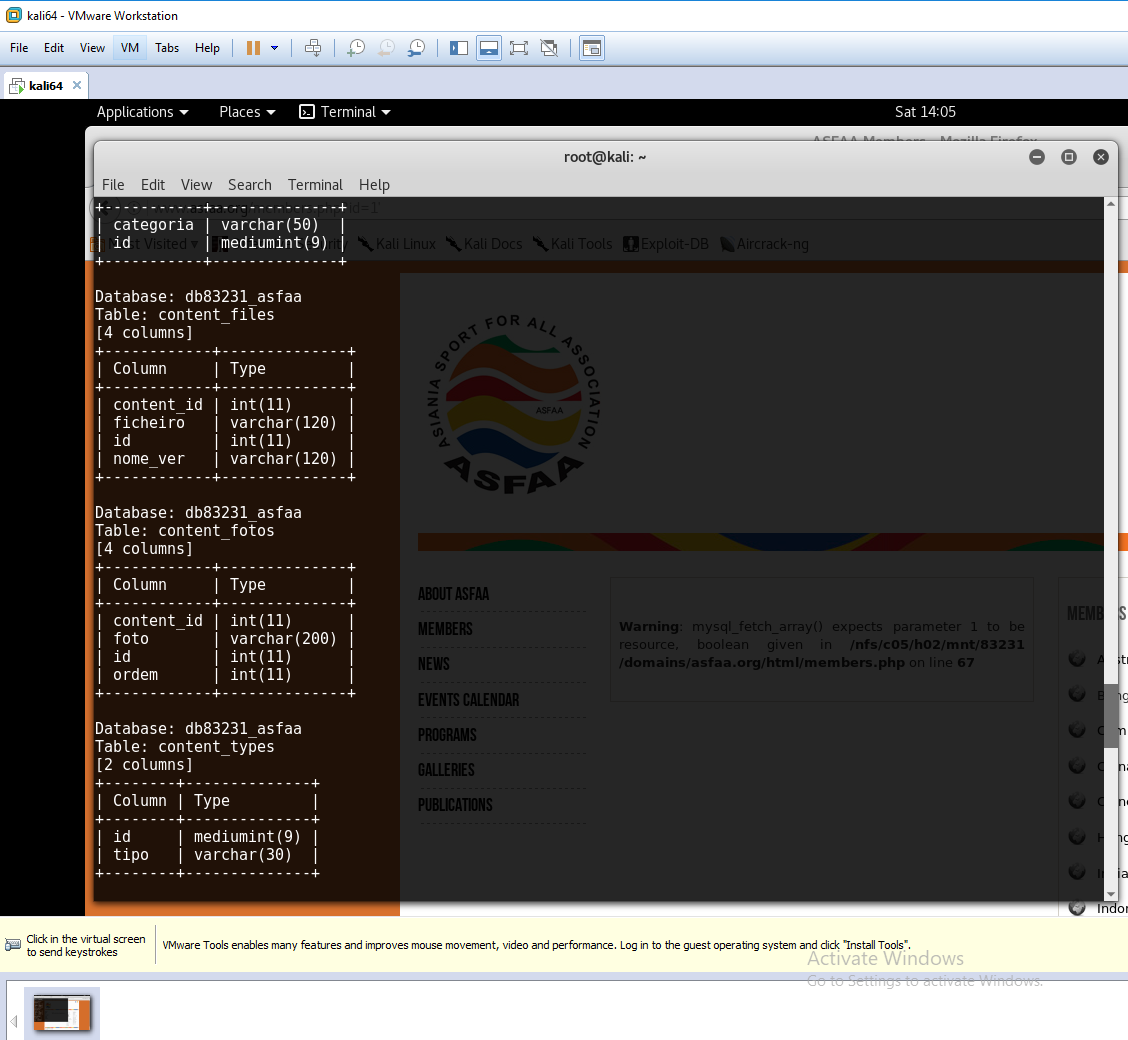 kali64 - VMware Workstation
File Edit View VM Tabs Help
kali64
Applications Places Terminal Sat 14:05
ASFAA Members - Mozilla Firefox
root@kali: ~
File Edit View Search Terminal Help
+-----------+--------------+
| categoria | varchar(50)  |
| id        | mediumint(9) |
+-----------+--------------+
Most Visited Kali Linux Kali Docs Kali Tools Exploit-DB Aircrack-ng
Database: db83231_asfaa
Table: content_files
[4 columns]
+------------+--------------+
| Column     | Type         |
+------------+--------------+
| content_id | int(11)      |
| ficheiro   | varchar(120) |
| id         | int(11)      |
| nome_ver   | varchar(120) |
+------------+--------------+
Database: db83231_asfaa
Table: content_fotos
[4 columns]
+------------+--------------+
| Column     | Type         |
+------------+--------------+
| content_id | int(11)      |
| foto       | varchar(200) |
| id         | int(11)      |
| ordem      | int(11)      |
+------------+--------------+
Database: db83231_asfaa
Table: content_types
[2 columns]
+--------+--------------+
| Column | Type         |
+--------+--------------+
| id     | mediumint(9) |
| tipo   | varchar(30)  |
+--------+--------------+
ASIANIA SPORT FOR ALL ASSOCIATION
ASFAA
ASFAA
ABOUT ASFAA
MEMBERS
NEWS
EVENTS CALENDAR
PROGRAMS
GALLERIES
PUBLICATIONS
Warning: mysql_fetch_array() expects parameter 1 to be
resource, boolean given in /nfs/c05/h02/mnt/83231
/domains/asfaa.org/html/members.php on line 67
MEMBERS
Click in the virtual screen
to send keystrokes
VMware Tools enables many features and improves mouse movement, video and performance. Log in to the guest operating system and click "Install Tools".
Activate Windows
Go to Settings to activate Windows.